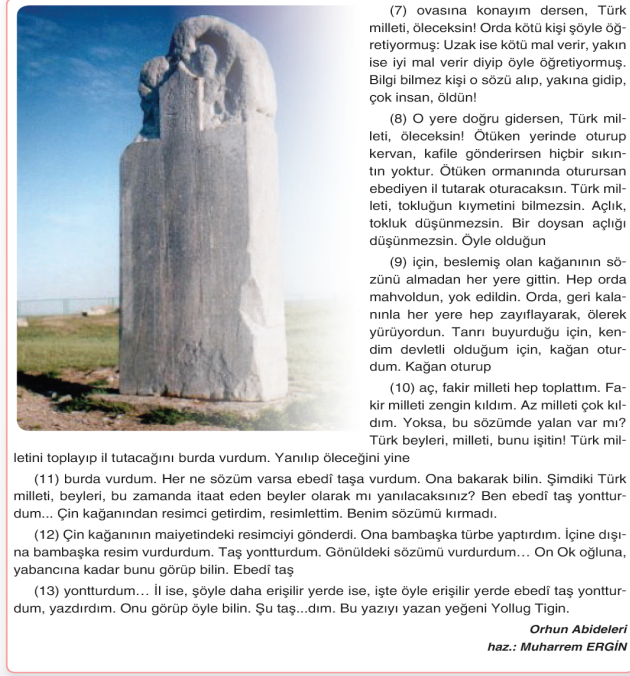 (7) ovasına konayım dersen, Türk
milleti, öleceksin! Orda kötü kişi şöyle öğ-
retiyormuş: Uzak ise kötü mal verir, yakın
ise iyi mal verir diyip öyle öğretiyormuş.
Bilgi bilmez kişi o sözü alıp, yakına gidip,
çok insan, öldün!
(8) O yere doğru gidersen, Türk mil-
leti, öleceksin! Ötüken yerinde oturup
kervan, kafile gönderirsen hiçbir sıkın-
tın yoktur. Ötüken ormanında oturursan
ebediyen il tutarak oturacaksın. Türk mil-
leti, tokluğun kıymetini bilmezsin. Açlık,
tokluk düşünmezsin. Bir doysan açlığı
düşünmezsin. Öyle olduğun
(9) için, beslemiş olan kağanının sö-
zünü almadan her yere gittin. Hep orda
mahvoldun, yok edildin. Orda, geri kala-
nınla her yere hep zayıflayarak, ölerek
yürüyordun. Tanrı buyurduğu için, ken-
dim devletli olduğum için, kağan otur-
dum. Kağan oturup
(10) aç, fakir milleti hep toplattım. Fa-
kir milleti zengin kıldım. Az milleti çok kıl-
dım. Yoksa, bu sözümde yalan var mı?
Türk beyleri, milleti, bunu işitin! Türk mil-
letini toplayıp il tutacağını burda vurdum. Yanılıp öleceğini yine
(11) burda vurdum. Her ne sözüm varsa ebedî taşa vurdum. Ona bakarak bilin. Şimdiki Türk
milleti, beyleri, bu zamanda itaat eden beyler olarak mı yanılacaksınız? Ben ebedî taş yonttur-
dum... Çin kağanından resimci getirdim, resimlettim. Benim sözümü kırmadı.
(12) Çin kağanının maiyetindeki resimciyi gönderdi. Ona bambaşka türbe yaptırdım. İçine dışı-
na bambaşka resim vurdurdum. Taş yontturdum. Gönüldeki sözümü vurdurdum... On Ok oğluna,
yabancına kadar bunu görüp bilin. Ebedî taş
(13) yontturdum... İl ise, şöyle daha erişilir yerde ise, işte öyle erişilir yerde ebedî taş yonttur-
dum, yazdırdım. Onu görüp öyle bilin. Şu taş...dım. Bu yazıyı yazan yeğeni Yollug Tigin.
Orhun Abideleri
haz.: Muharrem ERGİN